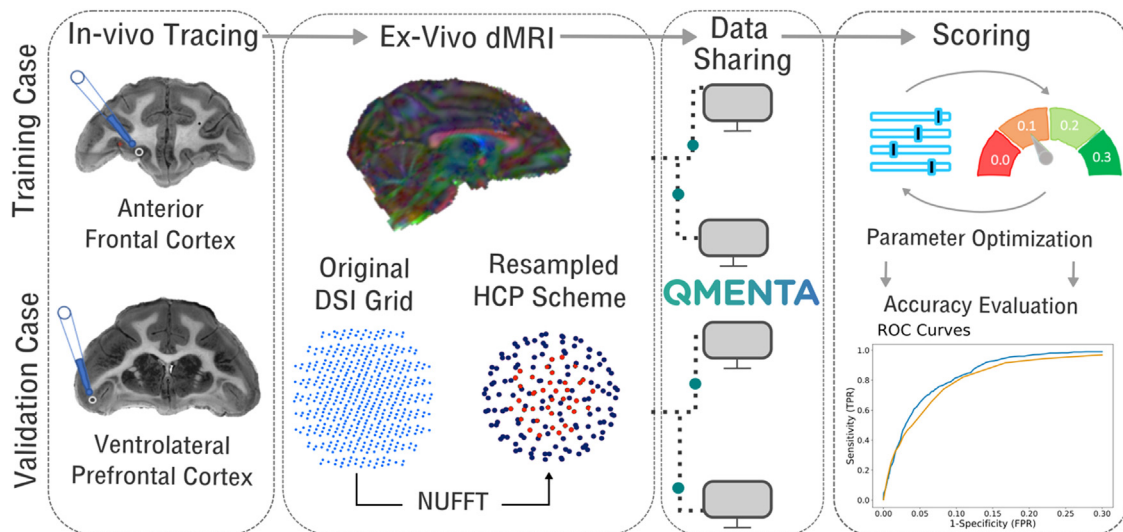 In-vivo Tracing
Ex-Vivo dMRI
Data
Sharing
Scoring
Training Case
Anterior
Frontal Cortex
0.0
0.1
0.2
0.3
Parameter Optimization
Original
DSI Grid
Resampled
HCP Scheme
QMENTA
Accuracy Evaluation
Validation Case
Ventrolateral
Prefrontal Cortex
NUFFT
ROC Curves
Sensitivity (TPR)
1.0
0.8
0.6
0.4
0.2
0.0
0.00 0.05 0.10 0.15 0.20 0.25 0.30
1-Specificity (FPR)